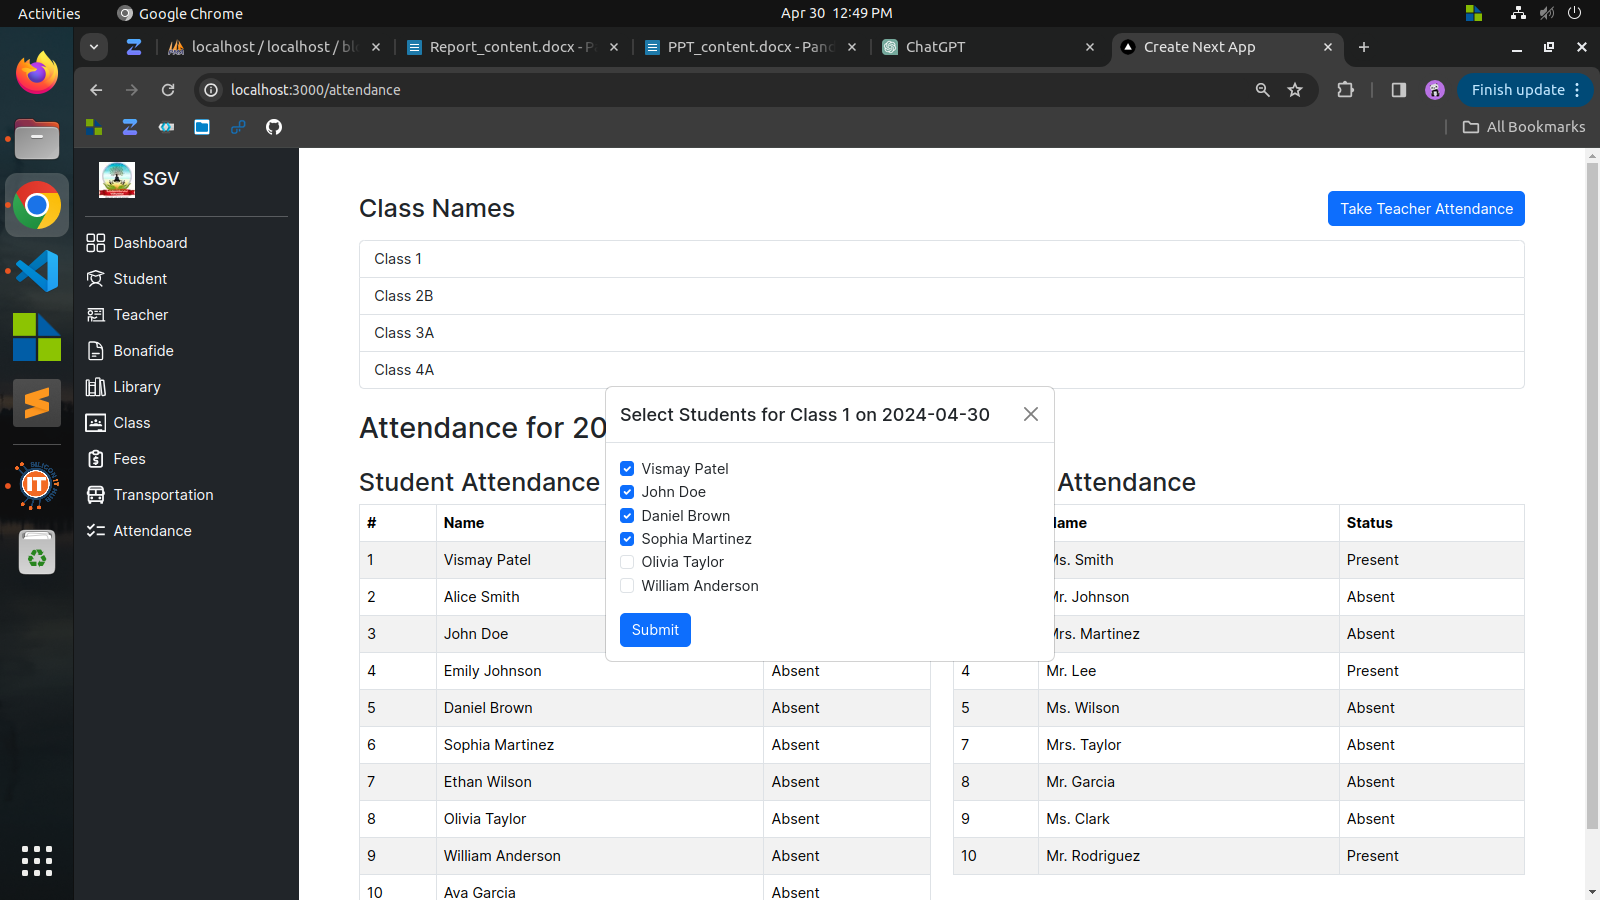 Activities
Google Chrome
Apr 30 12:49 PM
localhost / localhost / bl
Report_content.docx - P
PPT_content.docx - Pand
ChatGPT
Create Next App
localhost:3000/attendance
Finish update
All Bookmarks
SGV
Dashboard
Student
Teacher
Bonafide
Library
Class
Fees
Transportation
Attendance
Class Names
Take Teacher Attendance
Class 1
Class 2B
Class 3A
Class 4A
Attendance for 20
Select Students for Class 1 on 2024-04-30
Vismay Patel
John Doe
Daniel Brown
Sophia Martinez
Olivia Taylor
William Anderson
Submit
Student Attendance
# Name
1 Vismay Patel
2 Alice Smith
3 John Doe
4 Emily Johnson Absent
5 Daniel Brown Absent
6 Sophia Martinez Absent
7 Ethan Wilson Absent
8 Olivia Taylor Absent
9 William Anderson Absent
10 Ava Garcia Absent
Attendance
Name Status
Ms. Smith Present
Mr. Johnson Absent
Mrs. Martinez Absent
4 Mr. Lee Present
5 Ms. Wilson Absent
7 Mrs. Taylor Absent
8 Mr. Garcia Absent
9 Ms. Clark Absent
10 Mr. Rodriguez Present
IT